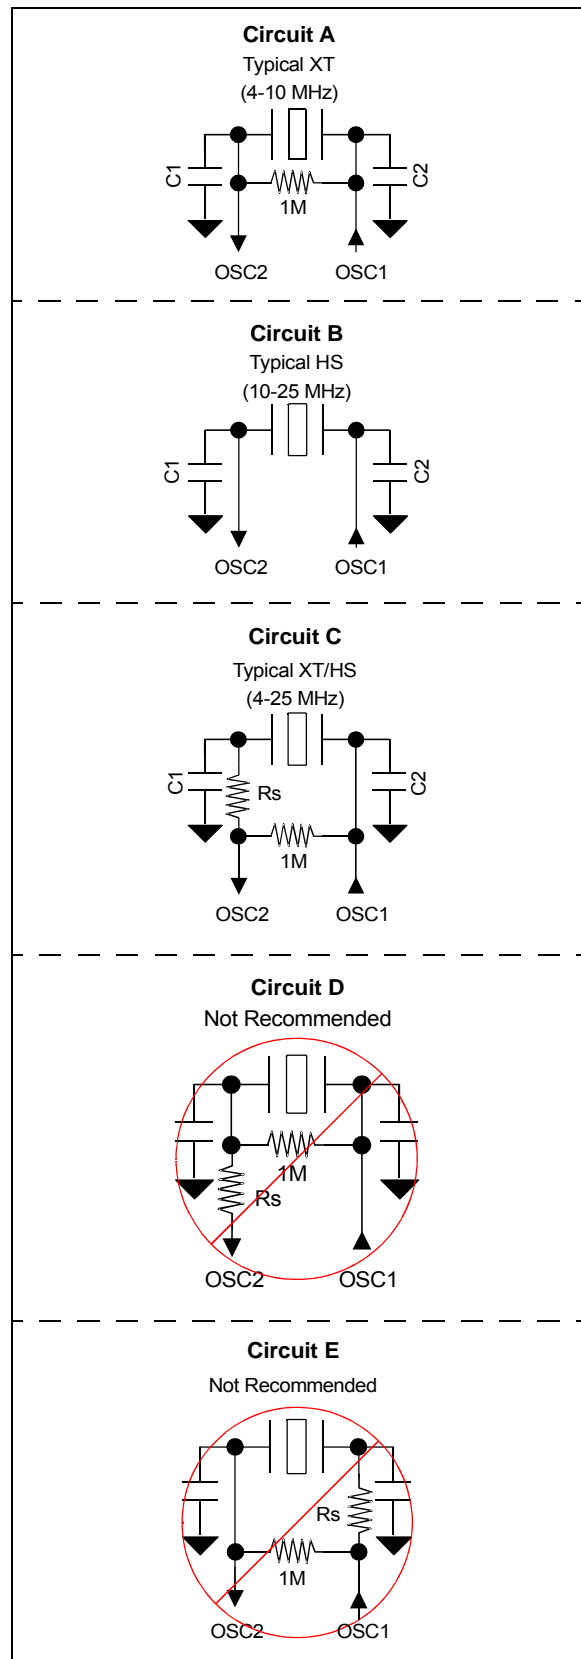 Circuit A
Typical XT
(4-10 MHz)
C1
C2
1M
OSC2 OSC1
Circuit B
Typical HS
(10-25 MHz)
C1
C2
OSC2 OSC1
Circuit C
Typical XT/HS
(4-25 MHz)
C1
Rs
C2
1M
OSC2 OSC1
Circuit D
Not Recommended
1M
Rs
OSC2 OSC1
Circuit E
Not Recommended
Rs
1M
OSC2 OSC1